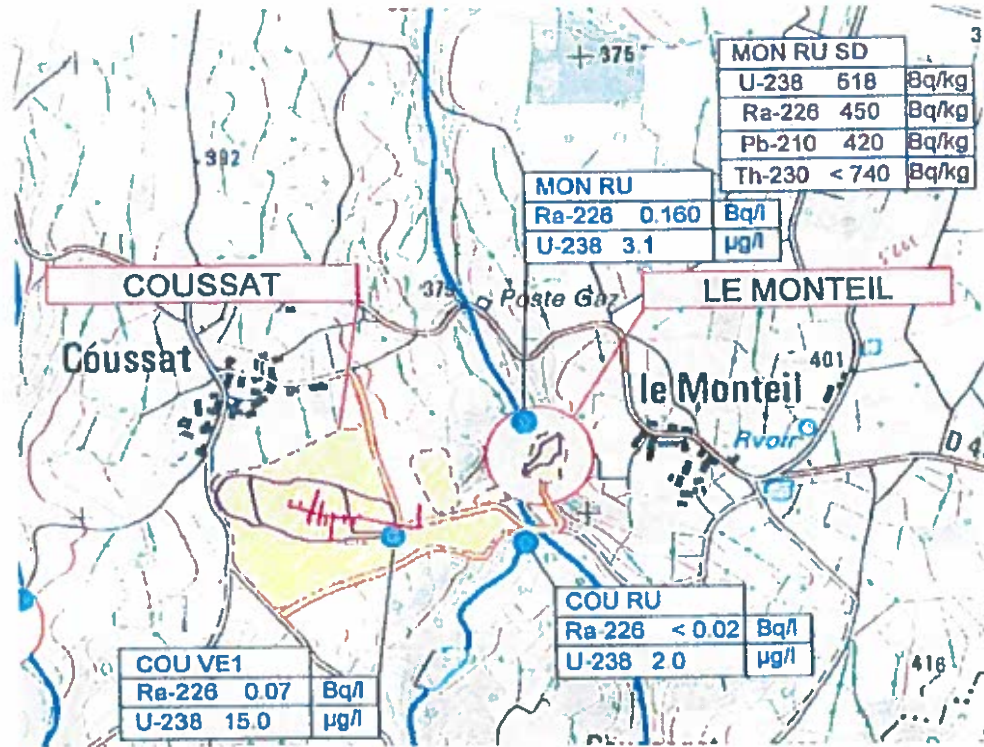 375
MON RU SD
U-238 518 Bq/kg
Ra-226 450 Bq/kg
Pb-210 420 Bq/kg
Th-230 < 740 Bq/kg
392
MON RU
Ra-226 0.160 Bq/l
U-238 3.1 µg/l
COUSSAT
375
Poste Gaz
LE MONTEIL
Coussat
401
le Monteil
Rvoir
D 4
COU RU
Ra-226 < 0.02 Bq/l
U-238 2.0 µg/l
COU VE1
Ra-226 0.07 Bq/l
U-238 15.0 µg/l
416